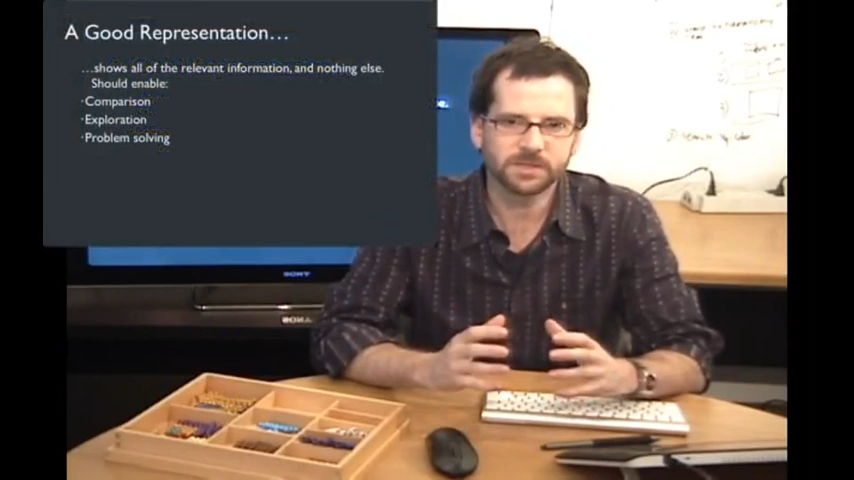 A Good Representation...
...shows all of the relevant information, and nothing else.
Should enable:
·Comparison
·Exploration
·Problem solving
SONY